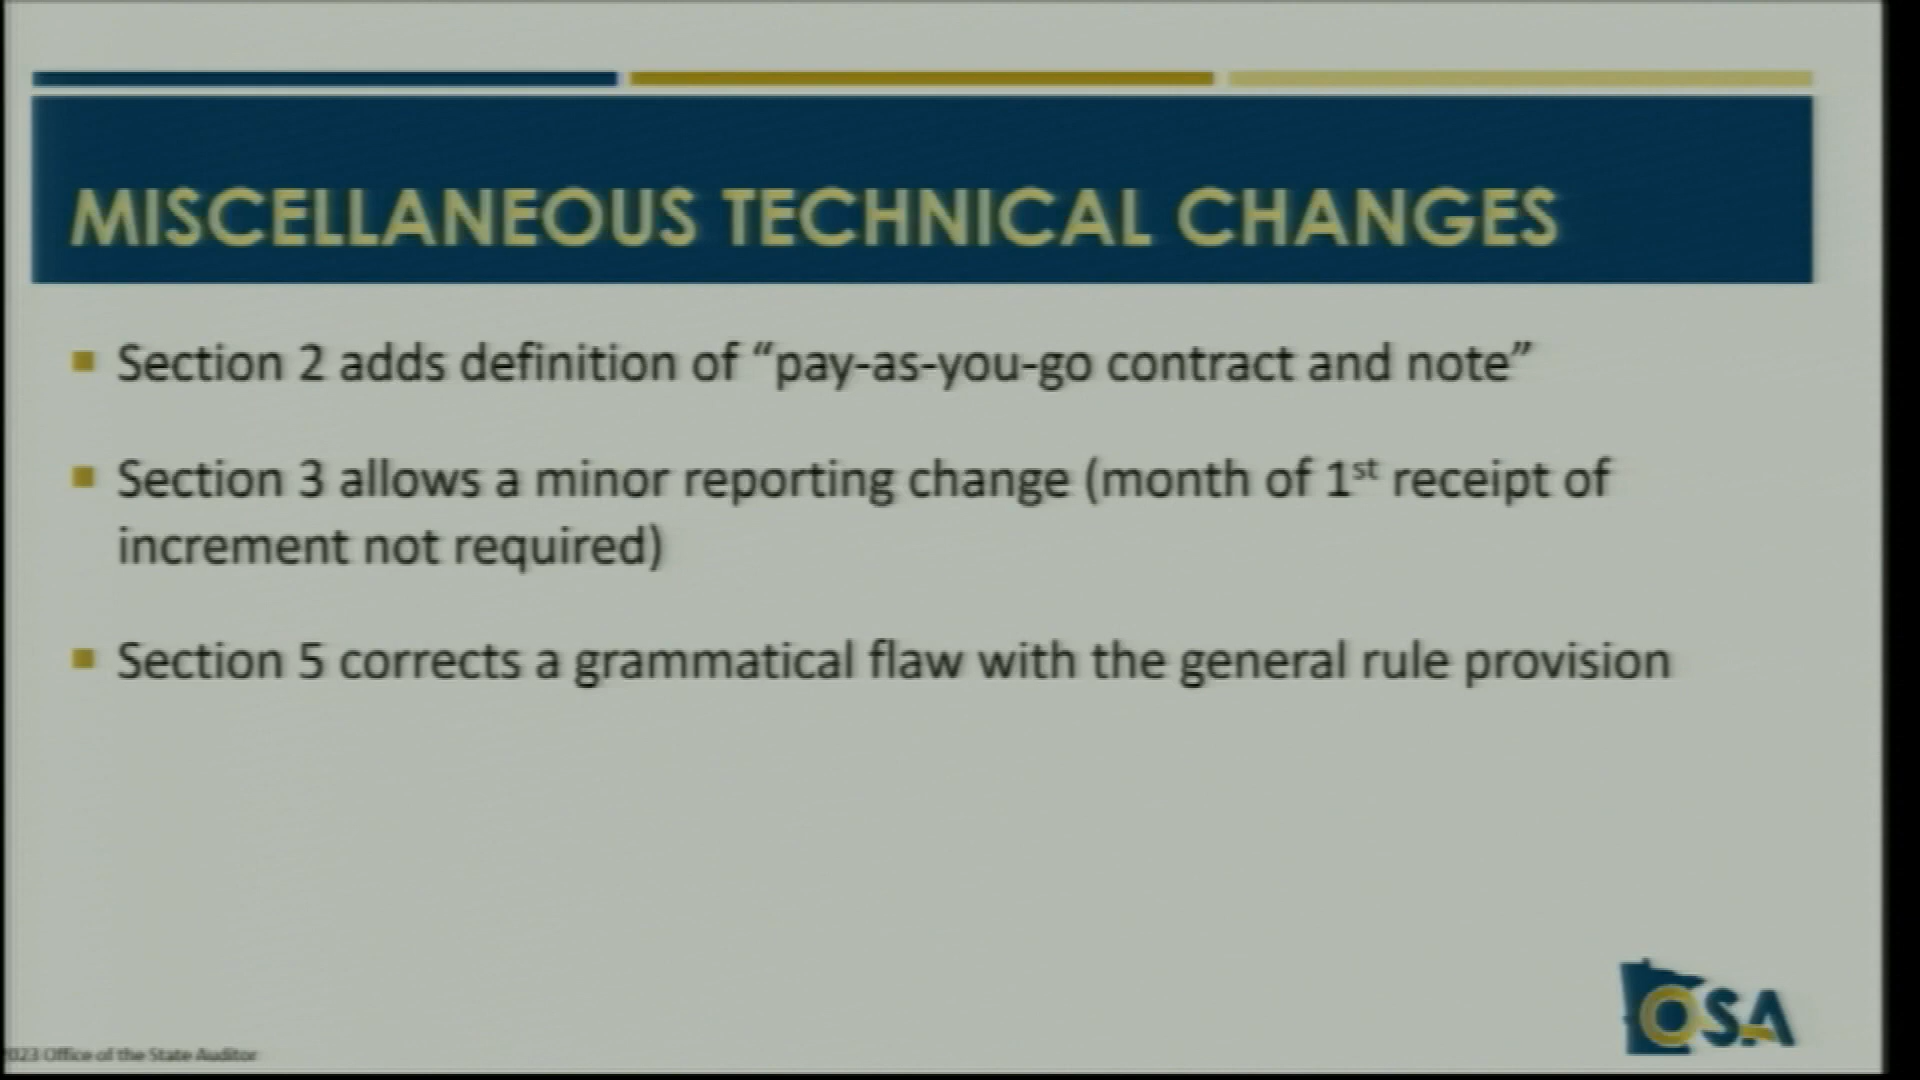 MISCELLANEOUS TECHNICAL CHANGES
Section 2 adds definition of “pay-as-you-go contract and note”
Section 3 allows a minor reporting change (month of 1st receipt of
increment not required)
Section 5 corrects a grammatical flaw with the general rule provision
OSA
023 Office of the State Auditor